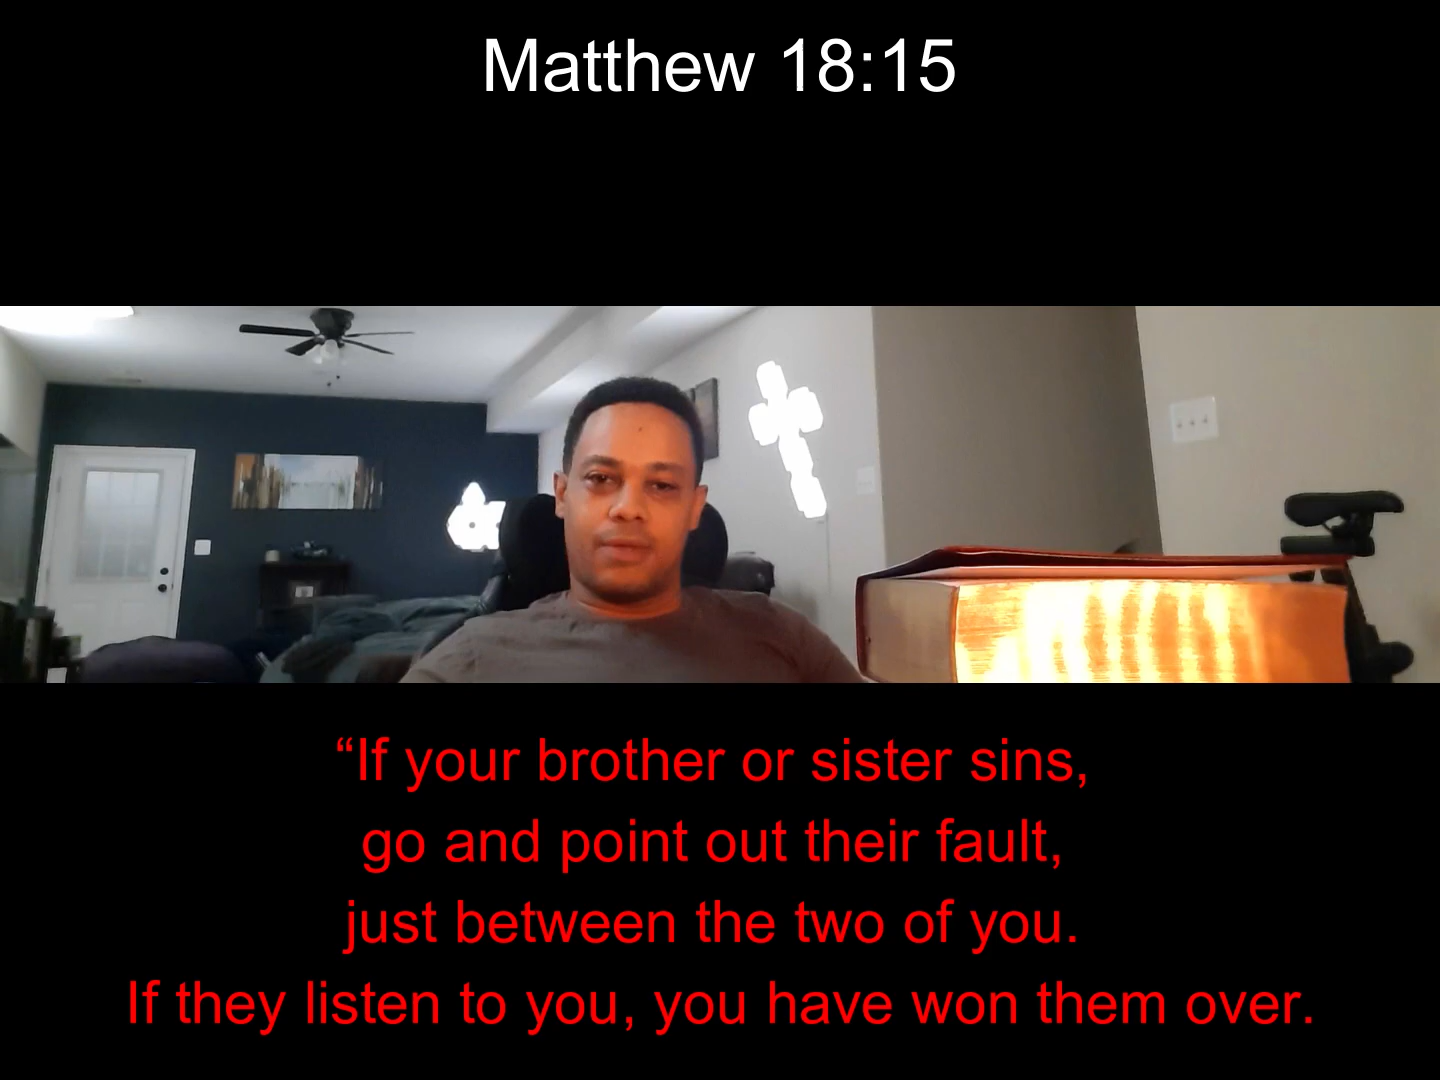 Matthew 18:15
“If your brother or sister sins,
go and point out their fault,
just between the two of you.
If they listen to you, you have won them over.